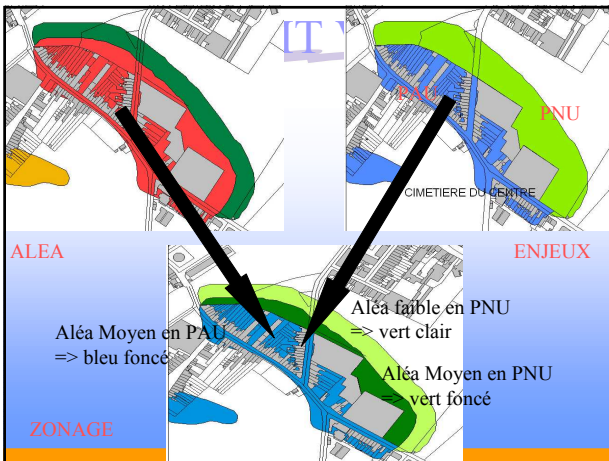 PAU
PNU
CIMETIERE DU CENTRE
ALEA
ENJEUX
Aléa Moyen en PAU
=> bleu foncé
Aléa faible en PNU
=> vert clair
Aléa Moyen en PNU
=> vert foncé
ZONAGE